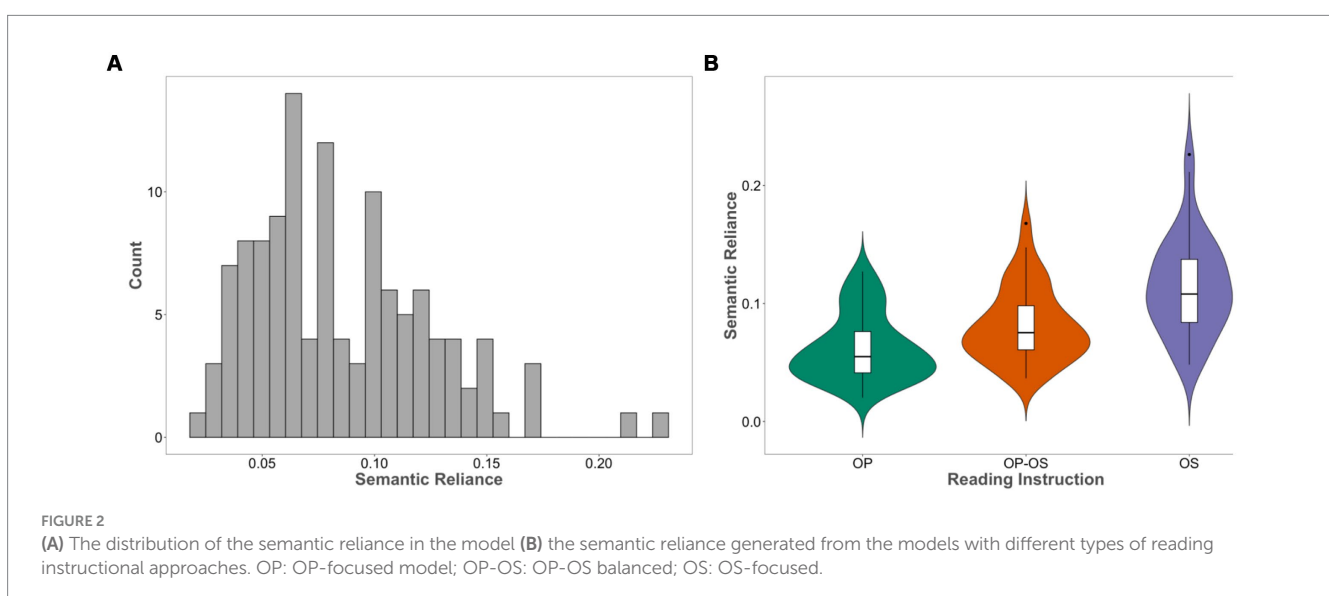 A
B
10
5
0
Count
0.05 0.10 0.15 0.20
Semantic Reliance
0.2
0.1
0.0
Semantic Reliance
OP OP-OS OS
Reading Instruction
FIGURE 2
(A) The distribution of the semantic reliance in the model (B) the semantic reliance generated from the models with different types of reading
instructional approaches. OP: OP-focused model; OP-OS: OP-OS balanced; OS: OS-focused.